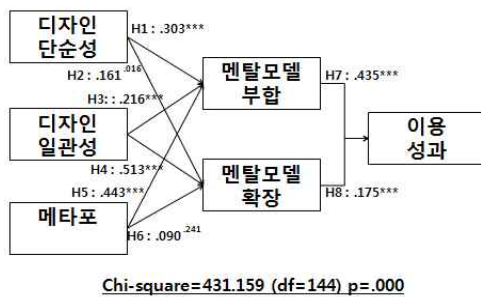 디자인
단순성
H1 : .303***
H2 : .161 .016
멘탈모델
부합
H7 : .435***
H3: : .216***
디자인
일관성
이용
성과
H4 : .513***
H5 : .443***
멘탈모델
확장
H8 : .175***
메타포
H6 : .090 .241
Chi-square=431.159 (df=144) p=.000